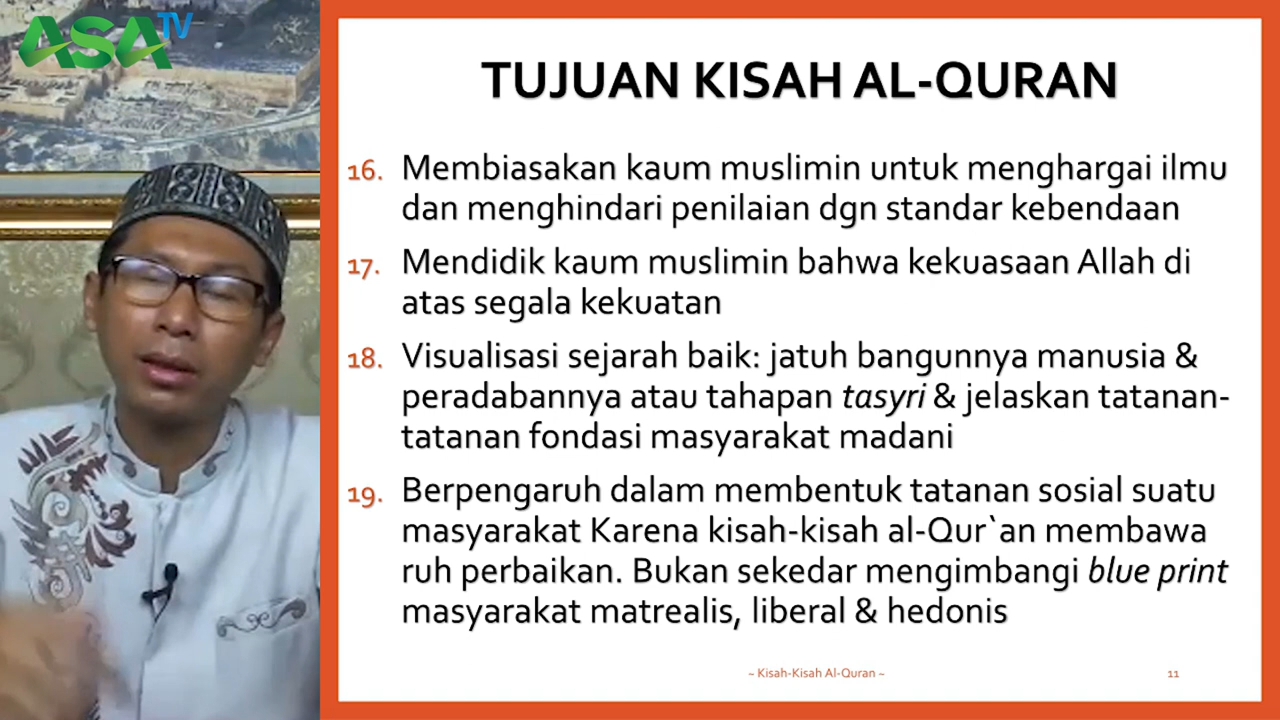 ASA TV
TUJUAN KISAH AL-QURAN
16. Membiasakan kaum muslimin untuk menghargai ilmu
dan menghindari penilaian dgn standar kebendaan
17. Mendidik kaum muslimin bahwa kekuasaan Allah di
atas segala kekuatan
18. Visualisasi sejarah baik: jatuh bangunnya manusia &
peradabannya atau tahapan tasyri & jelaskan tatanan-
tatanan fondasi masyarakat madani
19. Berpengaruh dalam membentuk tatanan sosial suatu
masyarakat Karena kisah-kisah al-Qur`an membawa
ruh perbaikan. Bukan sekedar mengimbangi blue print
masyarakat matrealis, liberal & hedonis
~ Kisah-Kisah Al-Quran ~
11